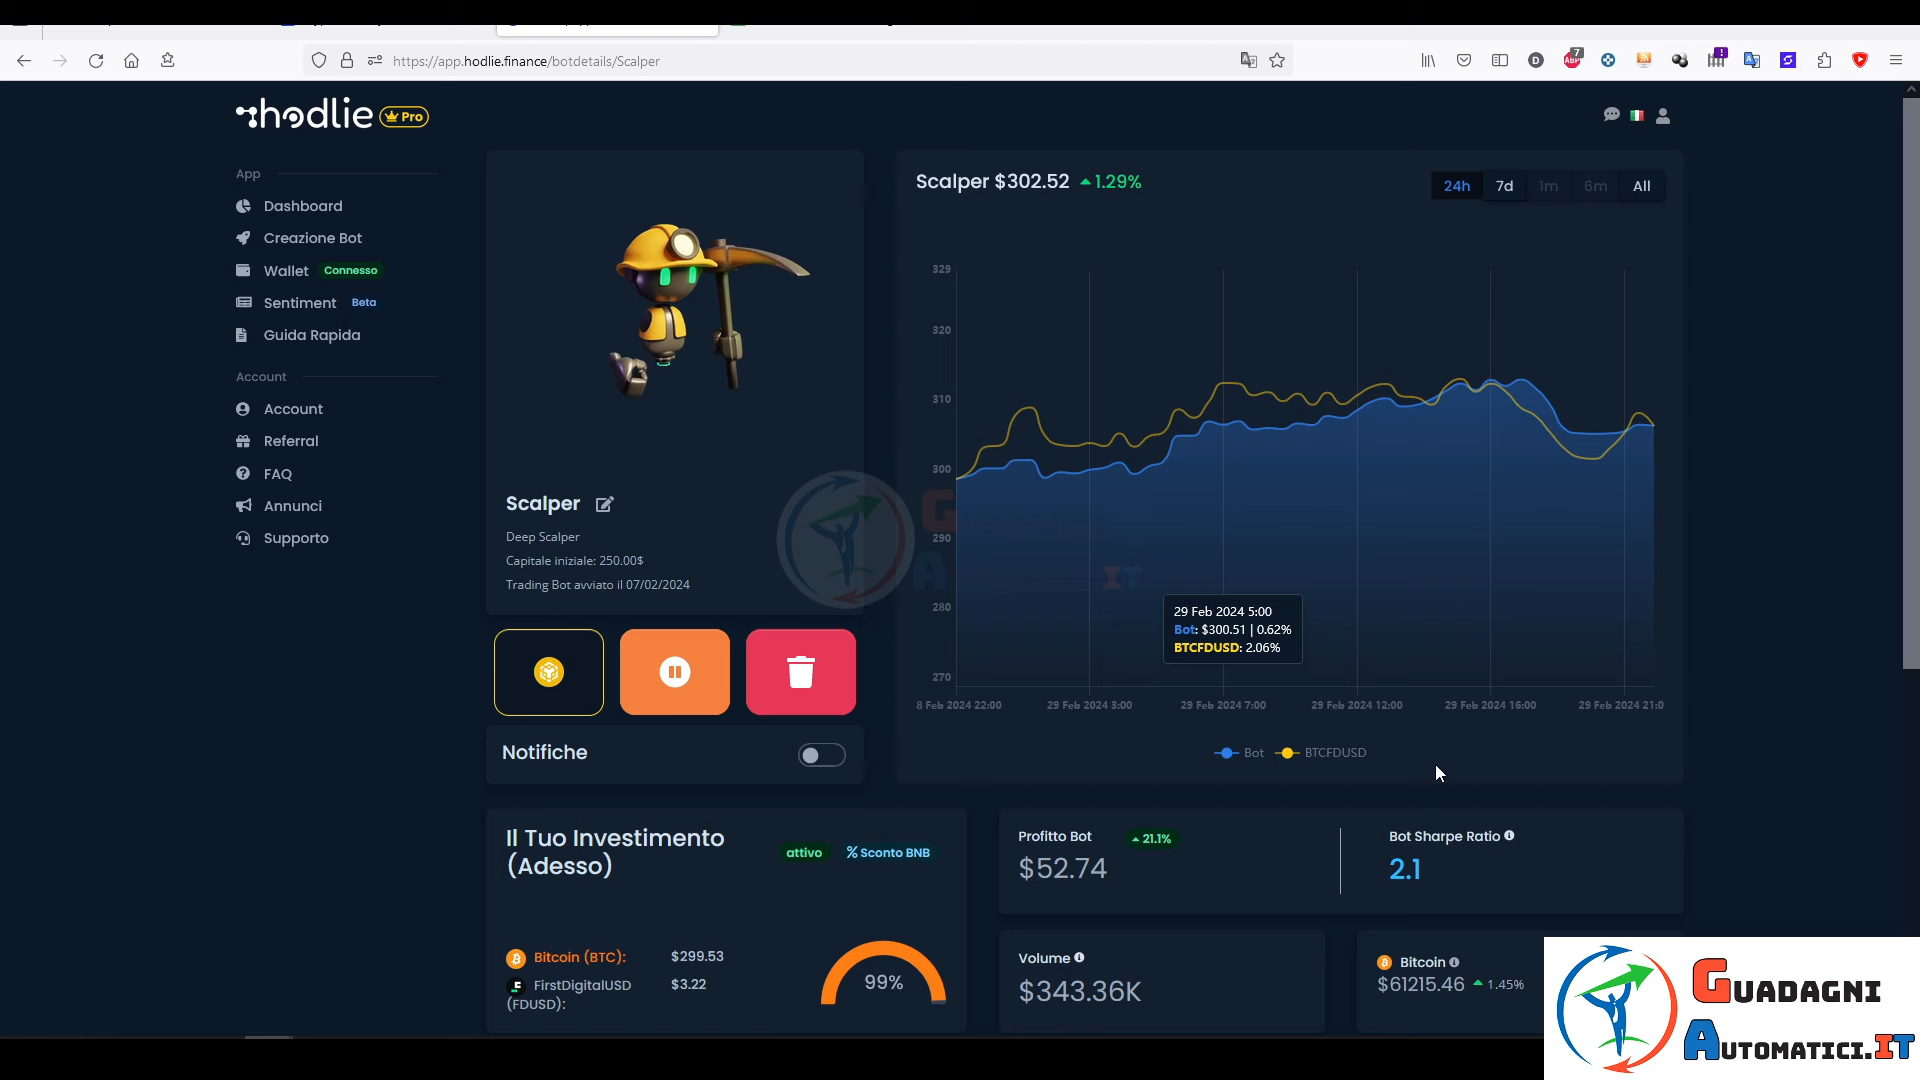 https://app.hodlie.finance/botdetails/Scalper
7
hodlie Pro
App
Dashboard
Creazione Bot
Wallet Connesso
Sentiment Beta
Guida Rapida
Account
Account
Referral
FAQ
Annunci
Supporto
Scalper
Deep Scalper
Capitale iniziale: 250.00$
Trading Bot avviato il 07/02/2024
Notifiche
Scalper $302.52 1.29%
24h 7d 1m 6m All
329
320
310
300
290
280
270
29 Feb 2024 5:00
Bot: $300.51 | 0.62%
BTCFDUSD: 2.06%
8 Feb 2024 22:00 29 Feb 2024 3:00 29 Feb 2024 7:00 29 Feb 2024 12:00 29 Feb 2024 16:00 29 Feb 2024 21:0
Bot BTCFDUSD
Il Tuo Investimento
(Adesso)
attivo % Sconto BNB
Bitcoin (BTC): $299.53
FirstDigitalUSD $3.22
(FDUSD):
99%
Profitto Bot 21.1%
$52.74
Bot Sharpe Ratio
2.1
Volume
$343.36K
Bitcoin
$61215.46 1.45%
GUADAGNI
AUTOMATICI.IT